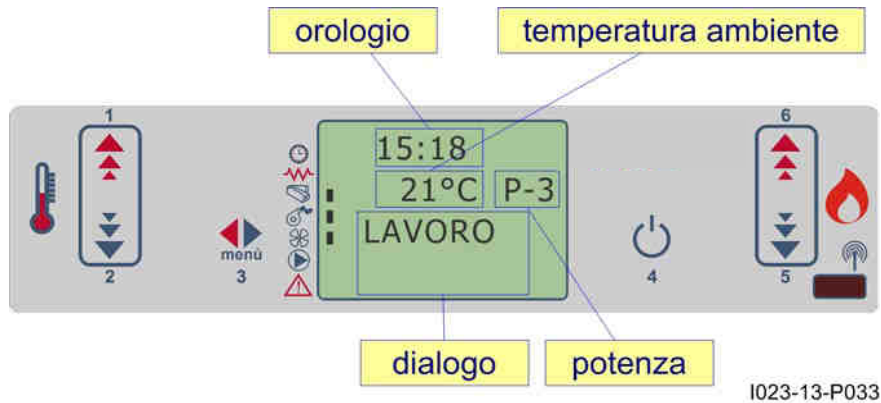 orologio
temperatura ambiente
1
6
15:18
21°C
P-3
LAVORO
menù
2
3
4
5
dialogo
potenza
I023-13-P033